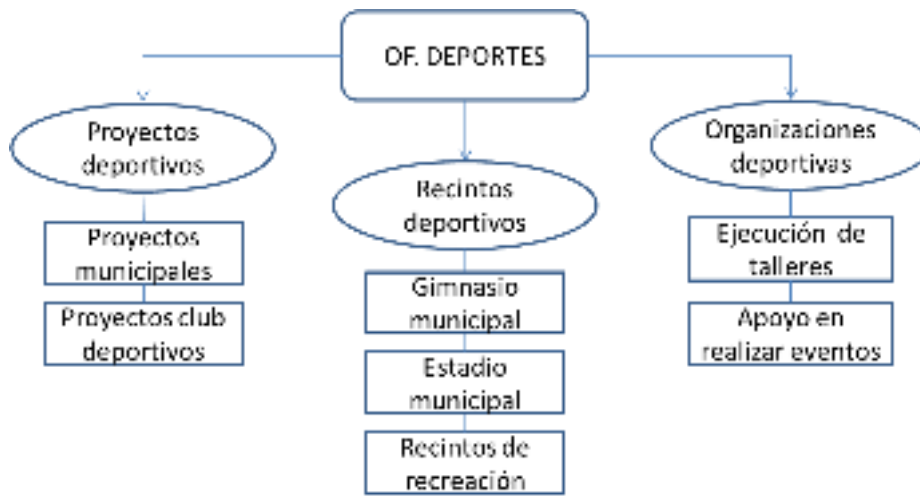 OF. DEPORTES
Proyectos
deportivos
Proyectos
municipales
Proyectos club
deportivos
Recintos
deportivos
Gimnasio
municipal
Estadio
municipal
Recintos de
recreación
Organizaciones
deportivas
Ejecución de
talleres
Apoyo en
realizar eventos